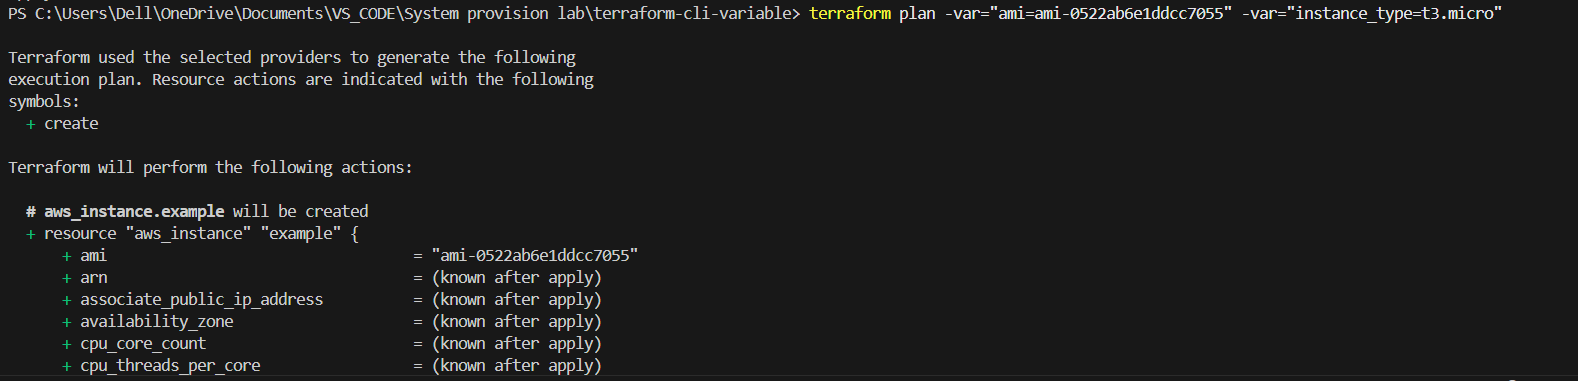 PS C:\Users\Dell\OneDrive\Documents\VS_CODE\System provision lab\terraform-cli-variable> terraform plan -var="ami=ami-0522ab6e1ddcc7055" -var="instance_type=t3.micro"
Terraform used the selected providers to generate the following
execution plan. Resource actions are indicated with the following
symbols:
  + create
Terraform will perform the following actions:
  # aws_instance.example will be created
  + resource "aws_instance" "example" {
      + ami                                  = "ami-0522ab6e1ddcc7055"
      + arn                                  = (known after apply)
      + associate_public_ip_address          = (known after apply)
      + availability_zone                    = (known after apply)
      + cpu_core_count                       = (known after apply)
      + cpu_threads_per_core                 = (known after apply)